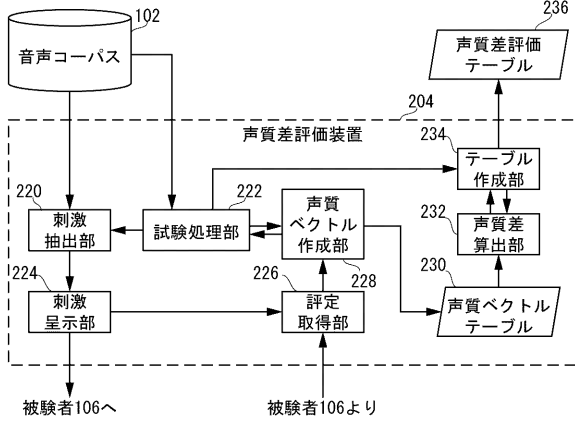 236
102
声質差評価
テーブル
音声コーパス
204
声質差評価装置
234
テーブル
作成部
220
222
声質
ベクトル
作成部
232
刺激
抽出部
試験処理部
声質差
算出部
224
226
228
230
刺激
呈示部
評定
取得部
声質ベクトル
テーブル
被験者106へ
被験者106より